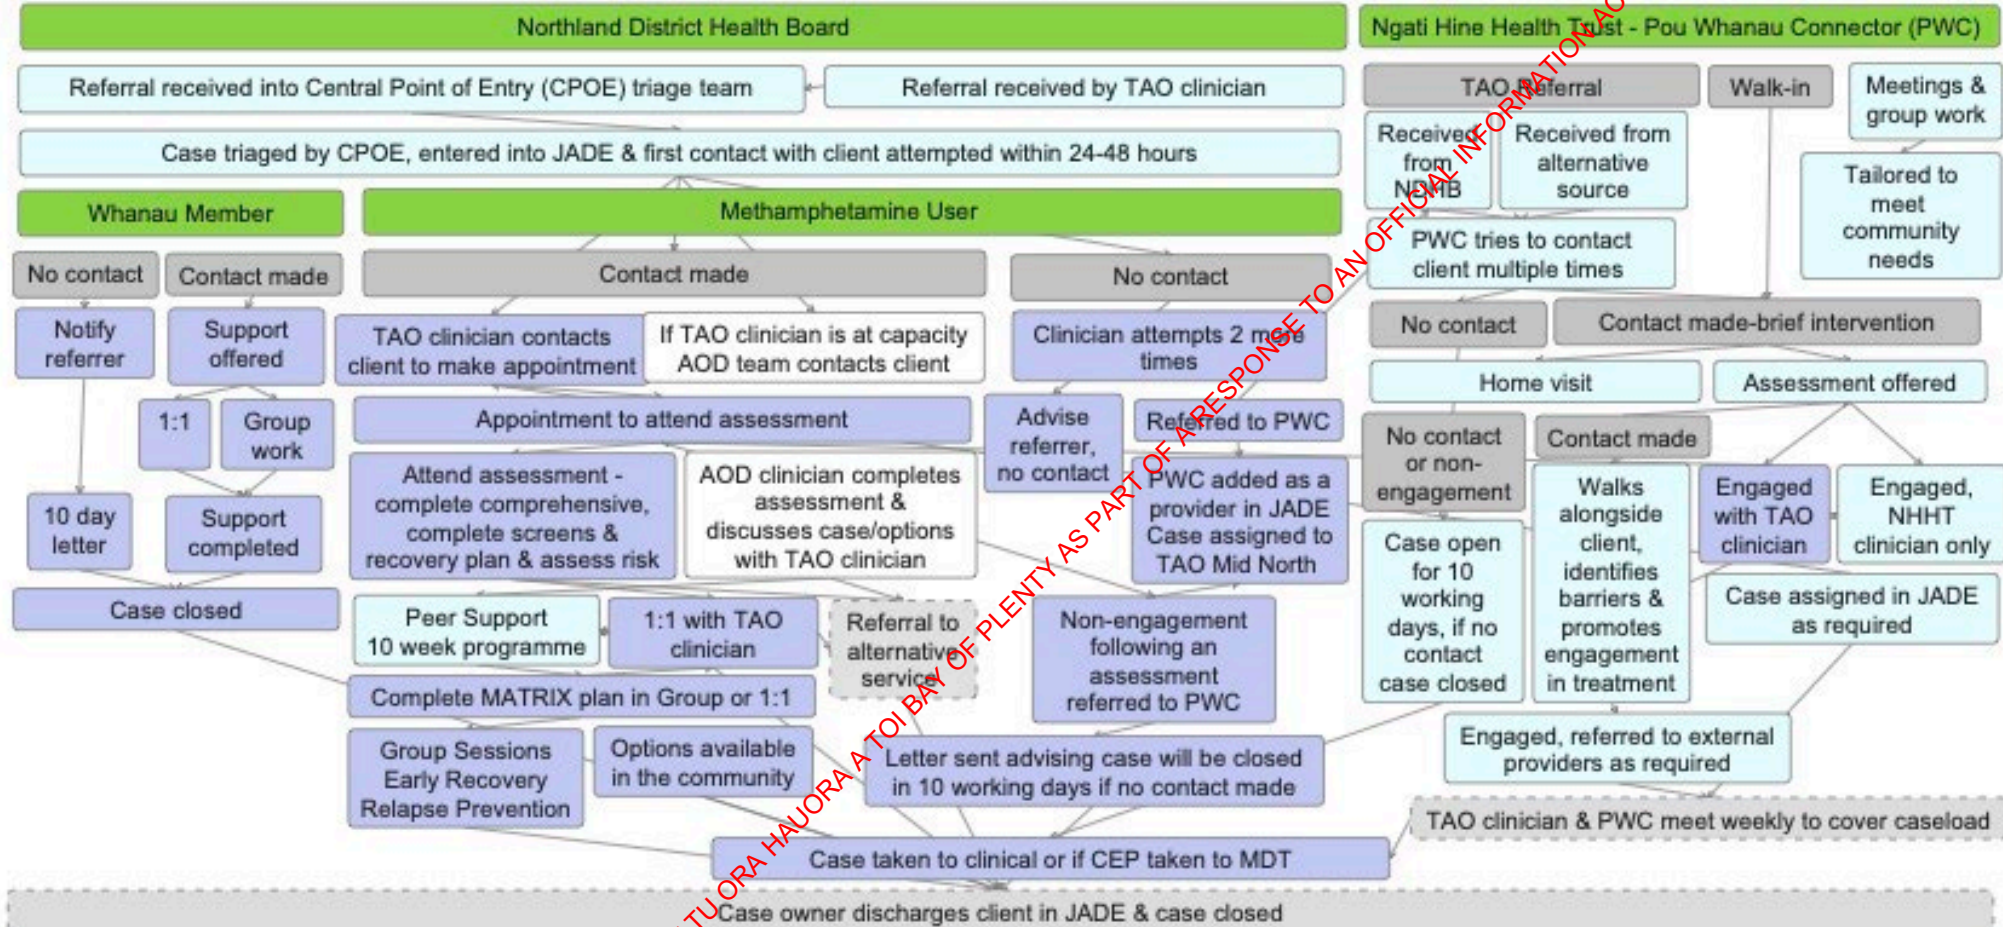 Northland District Health Board
Ngati Hine Health Trust - Pou Whanau Connector (PWC)
Referral received into Central Point of Entry (CPOE) triage team
Referral received by TAO clinician
Case triaged by CPOE, entered into JADE & first contact with client attempted within 24-48 hours
Whanau Member
Methamphetamine User
No contact
Contact made
Contact made
No contact
Notify
referrer
Support
offered
TAO clinician contacts
client to make appointment
If TAO clinician is at capacity
AOD team contacts client
Clinician attempts 2 more
times
1:1
Group
work
Appointment to attend assessment
Advise
referrer,
no contact
Referred to PWC
10 day
letter
Support
completed
Attend assessment -
complete comprehensive,
complete screens &
recovery plan & assess risk
AOD clinician completes
assessment &
discusses case/options
with TAO clinician
PWC added as a
provider in JADE
Case assigned to
TAO Mid North
Case closed
Peer Support
10 week programme
1:1 with TAO
clinician
Referral to
alternative
service
Non-engagement
following an
assessment
referred to PWC
Complete MATRIX plan in Group or 1:1
Group Sessions
Early Recovery
Relapse Prevention
Options available
in the community
Letter sent advising case will be closed
in 10 working days if no contact made
Case taken to clinical or if CEP taken to MDT
Case owner discharges client in JADE & case closed
TAO Referral
Walk-in
Meetings &
group work
Received
from
NDHB
Received from
alternative
source
Tailored to
meet
community
needs
PWC tries to contact
client multiple times
No contact
Contact made-brief intervention
Home visit
Assessment offered
No contact
or non-
engagement
Contact made
Case open
for 10
working
days, if no
contact
case closed
Walks
alongside
client,
identifies
barriers &
promotes
engagement
in treatment
Engaged
with TAO
clinician
Engaged,
NHHT
clinician only
Case assigned in JADE
as required
Engaged, referred to external
providers as required
TAO clinician & PWC meet weekly to cover caseload
TU ORA HAUORA A TOI BAY OF PLENTY AS PART OF A RESPONSE TO AN OFFICIAL INFORMATION